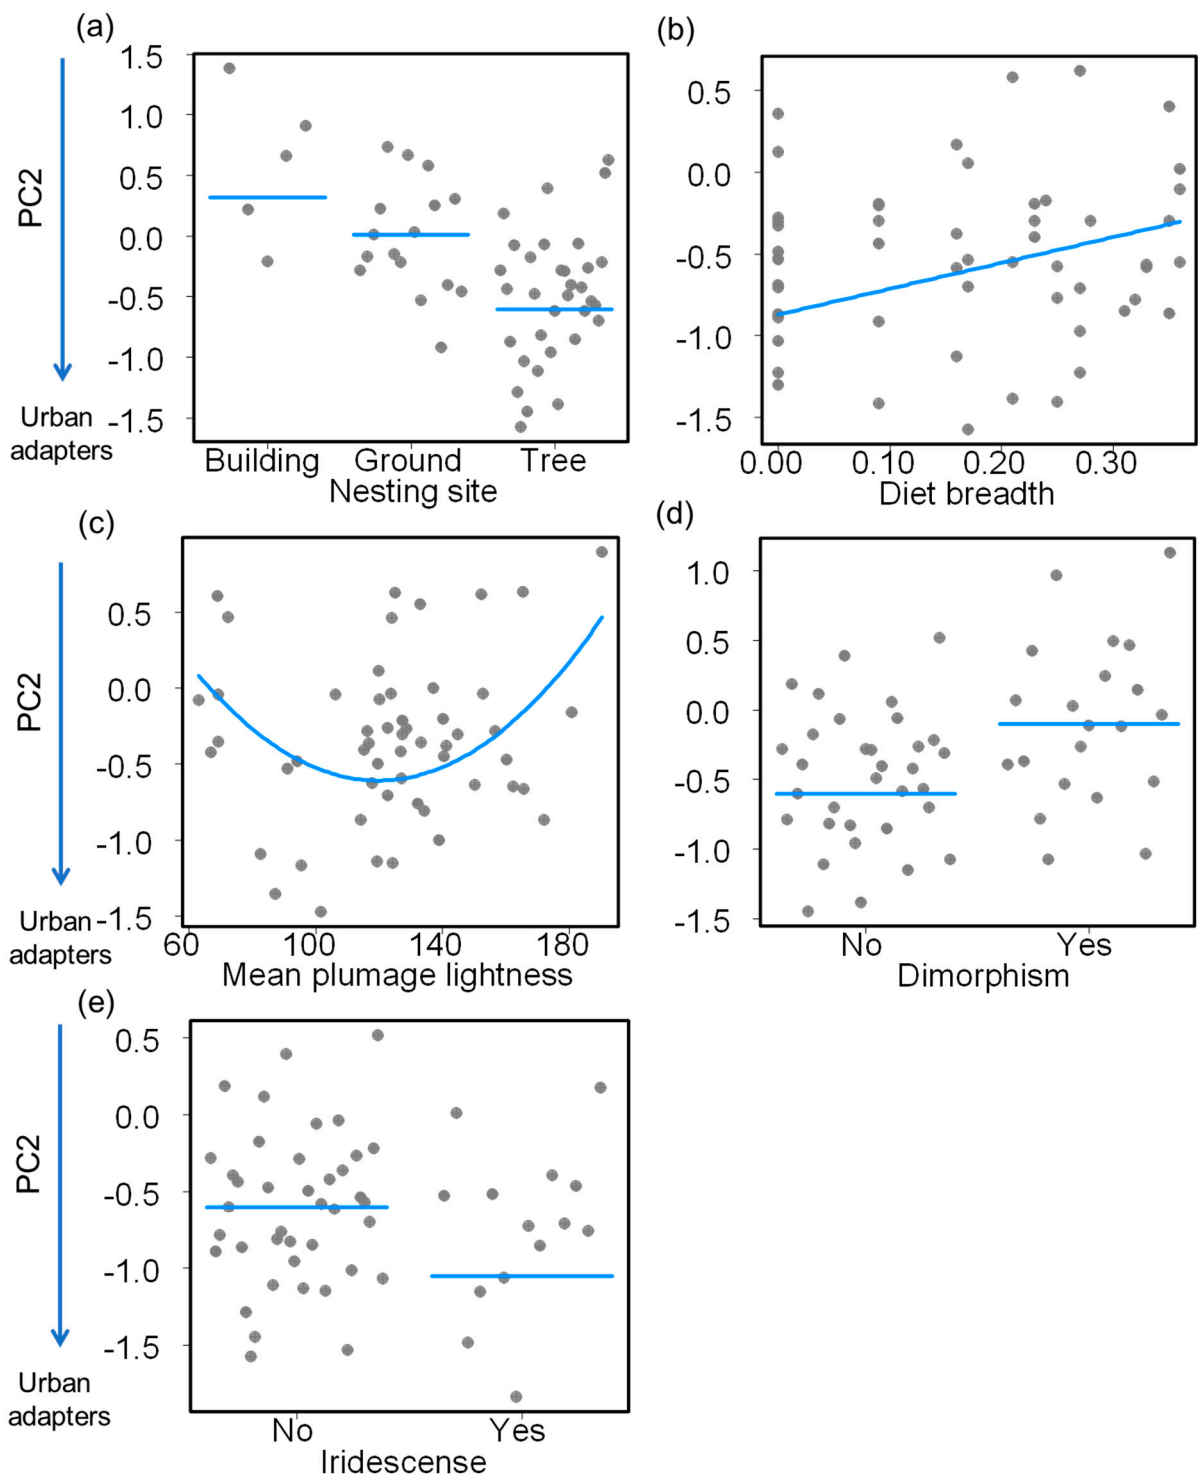 (a)
1.5
1.0
0.5
0.0
-0.5
-1.0
-1.5
PC2
Urban
adapters
Building Ground Tree
Nesting site
(b)
0.5
0.0
-0.5
-1.0
-1.5
0.00 0.10 0.20 0.30
Diet breadth
(c)
0.5
0.0
-0.5
-1.0
-1.5
PC2
Urban
adapters
60 100 140 180
Mean plumage lightness
(d)
1.0
0.5
0.0
-0.5
-1.0
-1.5
No Yes
Dimorphism
(e)
0.5
0.0
-0.5
-1.0
-1.5
PC2
Urban
adapters
No Yes
Iridescense